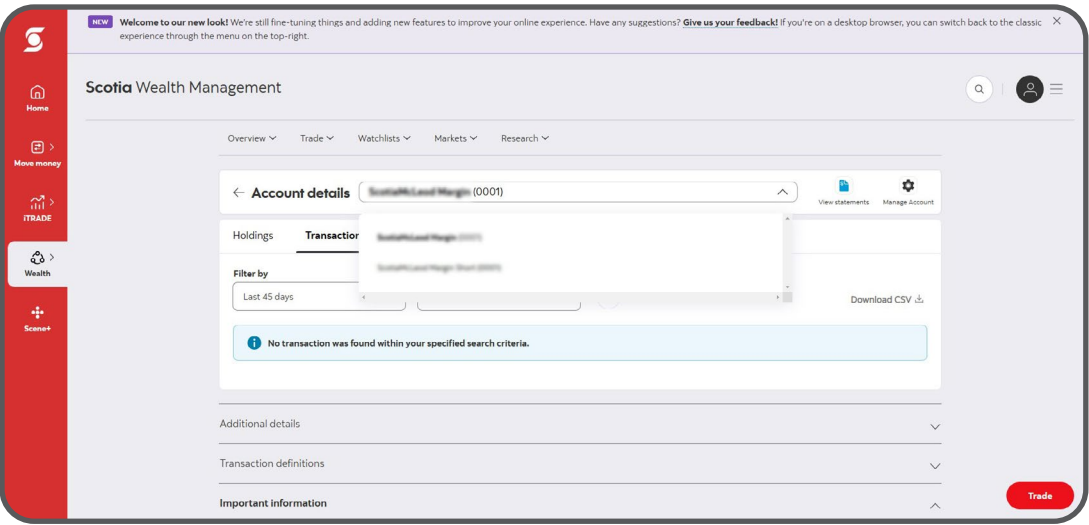 NEW Welcome to our new look! We're still fine-tuning things and adding new features to improve your online experience. Have any suggestions? Give us your feedback! If you're on a desktop browser, you can switch back to the classic
experience through the menu on the top-right.
Scotia Wealth Management
Home
Move money
iTRADE
Wealth
Scene+
Overview
Trade
Watchlists
Markets
Research
Account details
(0001)
View statements
Manage Account
Holdings
Transaction
Filter by
Last 45 days
Download CSV
No transaction was found within your specified search criteria.
Additional details
Transaction definitions
Important information
Trade